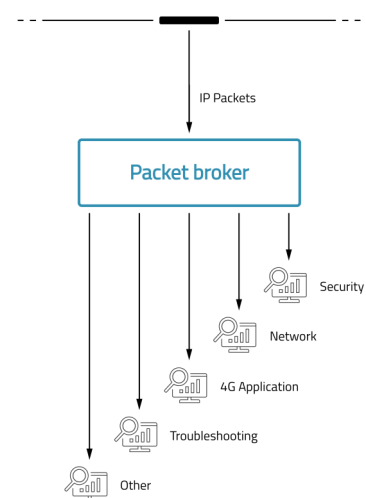 IP Packets
Packet broker
Security
Network
4G Application
Troubleshooting
Other